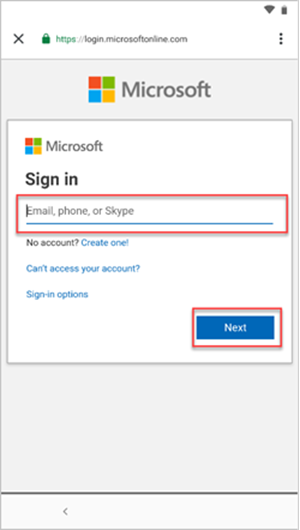 https://login.microsoftonline.com
Microsoft
Microsoft
Sign in
Email, phone, or Skype
No account? Create one!
Can't access your account?
Sign-in options
Next